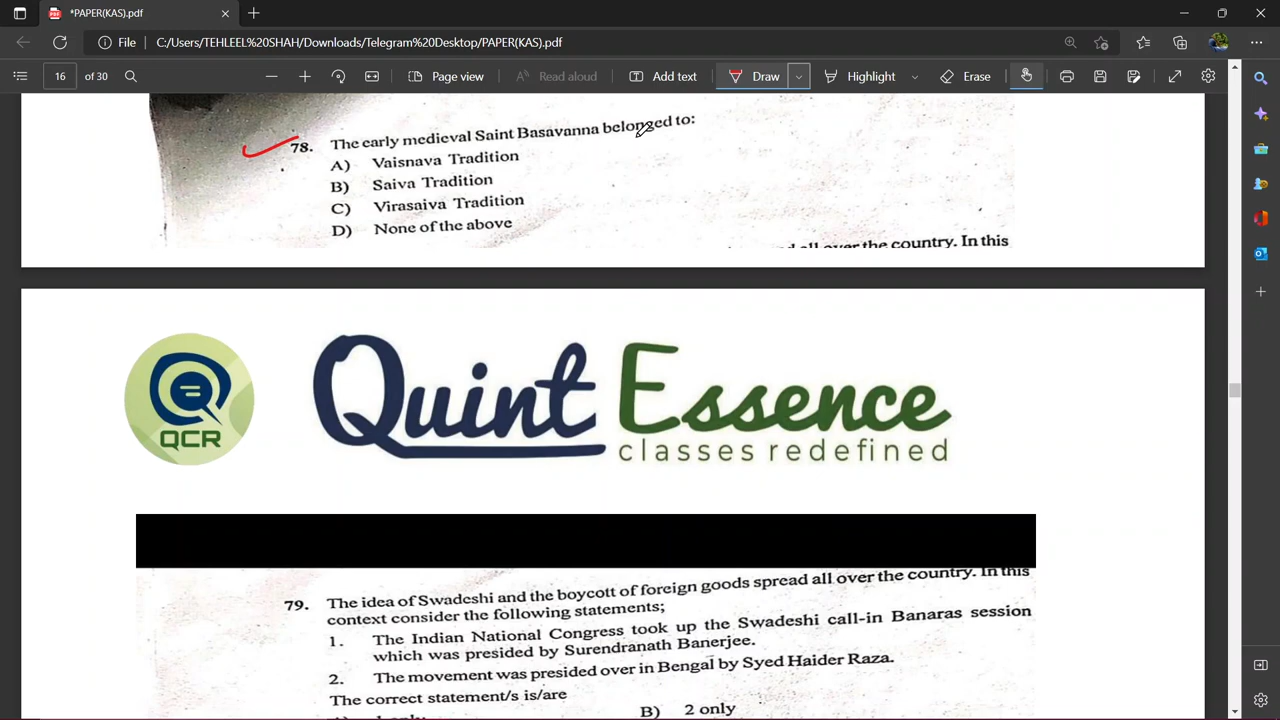 *PAPER(KAS).pdf
File C:/Users/TEHLEEL%20SHAH/Downloads/Telegram%20Desktop/PAPER(KAS).pdf
16 of 30 Page view Read aloud Add text Draw Highlight Erase
78. The early medieval Saint Basavanna belonged to:
A) Vaisnava Tradition
B) Saiva Tradition
C) Virasaiva Tradition
D) None of the above
all over the country. In this
QCR
Quint Essence
classes redefined
79. The idea of Swadeshi and the boycott of foreign goods spread all over the country. In this
context consider the following statements;
1. The Indian National Congress took up the Swadeshi call-in Banaras session
which was presided by Surendranath Banerjee.
2. The movement was presided over in Bengal by Syed Haider Raza.
The correct statement/s is/are
B) 2 only